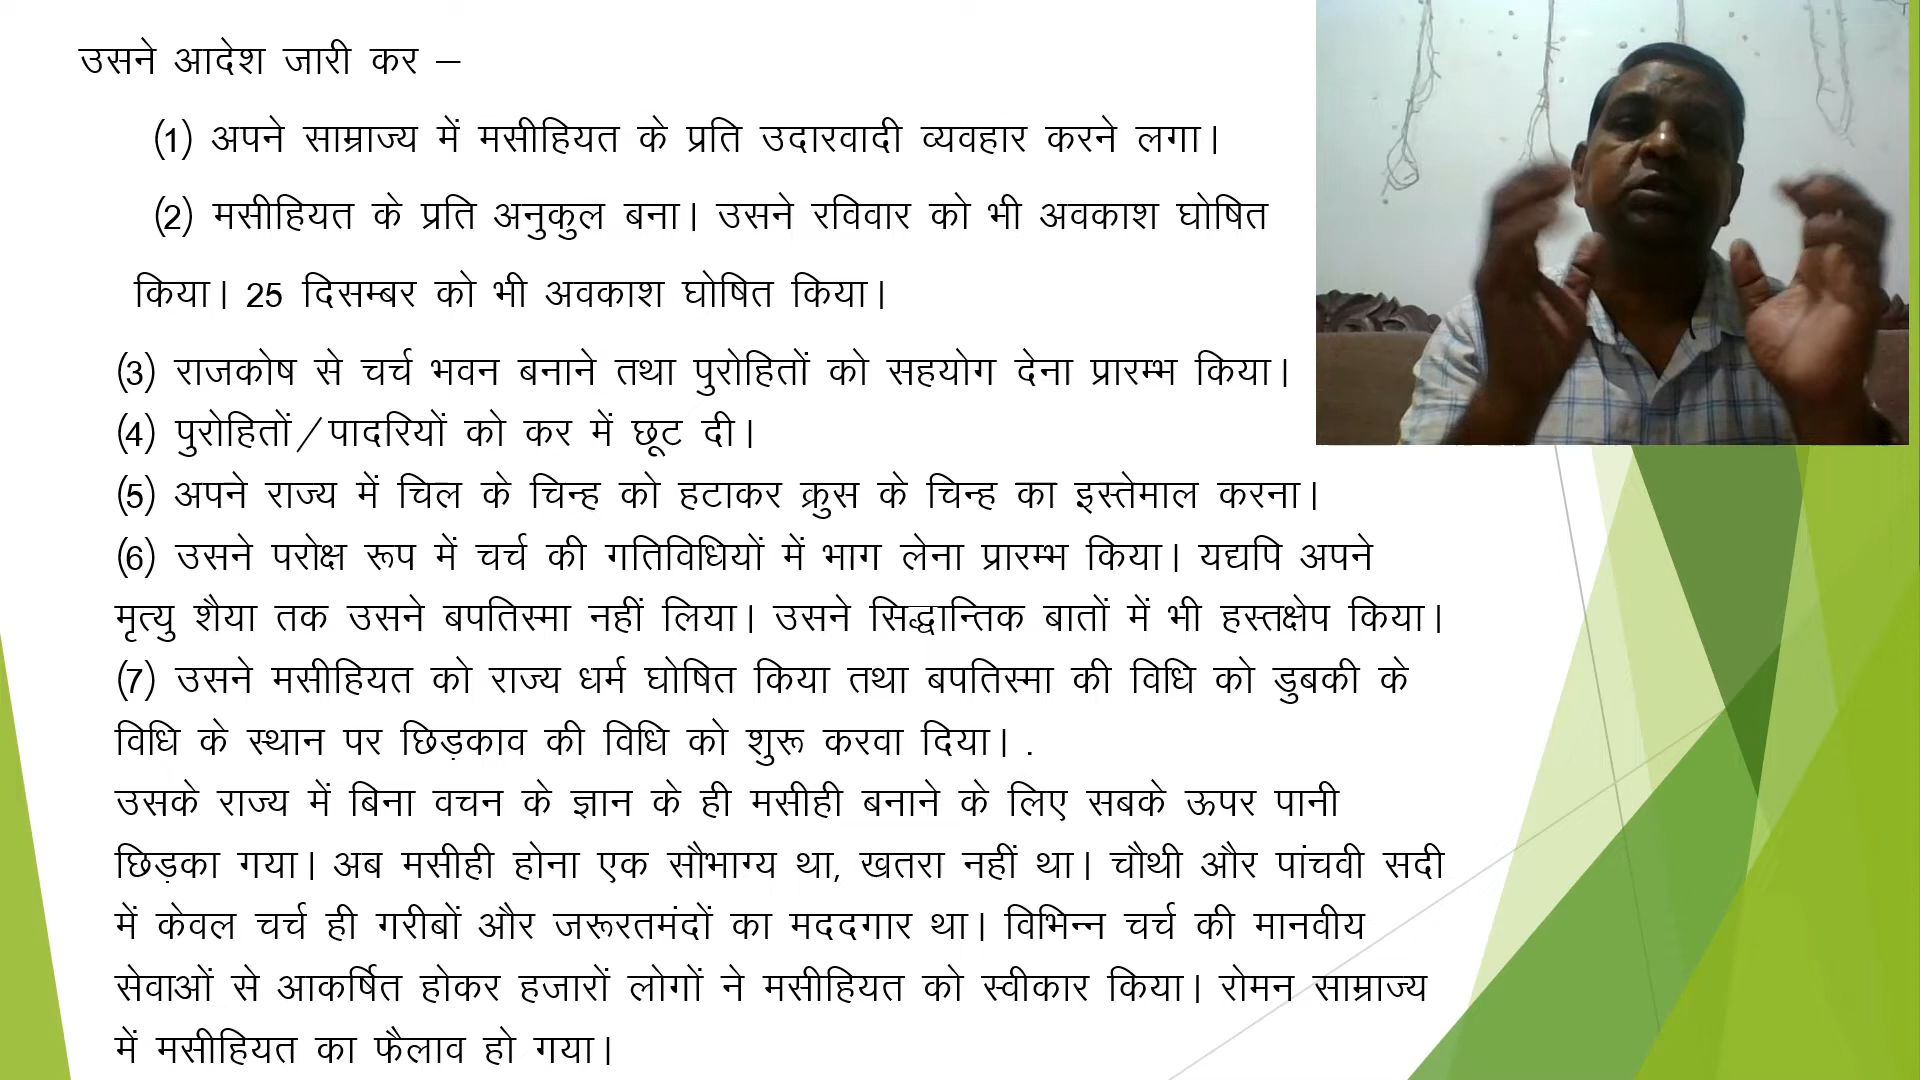 उसने आदेश जारी कर –
(1) अपने साम्राज्य में मसीहियत के प्रति उदारवादी व्यवहार करने लगा।
(2) मसीहियत के प्रति अनुकुल बना। उसने रविवार को भी अवकाश घोषित
किया। 25 दिसम्बर को भी अवकाश घोषित किया।
(3) राजकोष से चर्च भवन बनाने तथा पुरोहितों को सहयोग देना प्रारम्भ किया।
(4) पुरोहितों/पादरियों को कर में छूट दी।
(5) अपने राज्य में चिल के चिन्ह को हटाकर क्रुस के चिन्ह का इस्तेमाल करना।
(6) उसने परोक्ष रूप में चर्च की गतिविधियों में भाग लेना प्रारम्भ किया। यद्यपि अपने
मृत्यु शैया तक उसने बपतिस्मा नहीं लिया। उसने सिद्धान्तिक बातों में भी हस्तक्षेप किया।
(7) उसने मसीहियत को राज्य धर्म घोषित किया तथा बपतिस्मा की विधि को डुबकी के
विधि के स्थान पर छिड़काव की विधि को शुरू करवा दिया। .
उसके राज्य में बिना वचन के ज्ञान के ही मसीही बनाने के लिए सबके ऊपर पानी
छिड़का गया। अब मसीही होना एक सौभाग्य था, खतरा नहीं था। चौथी और पांचवी सदी
में केवल चर्च ही गरीबों और जरूरतमंदों का मददगार था। विभिन्न चर्च की मानवीय
सेवाओं से आकर्षित होकर हजारों लोगों ने मसीहियत को स्वीकार किया। रोमन साम्राज्य
में मसीहियत का फैलाव हो गया।